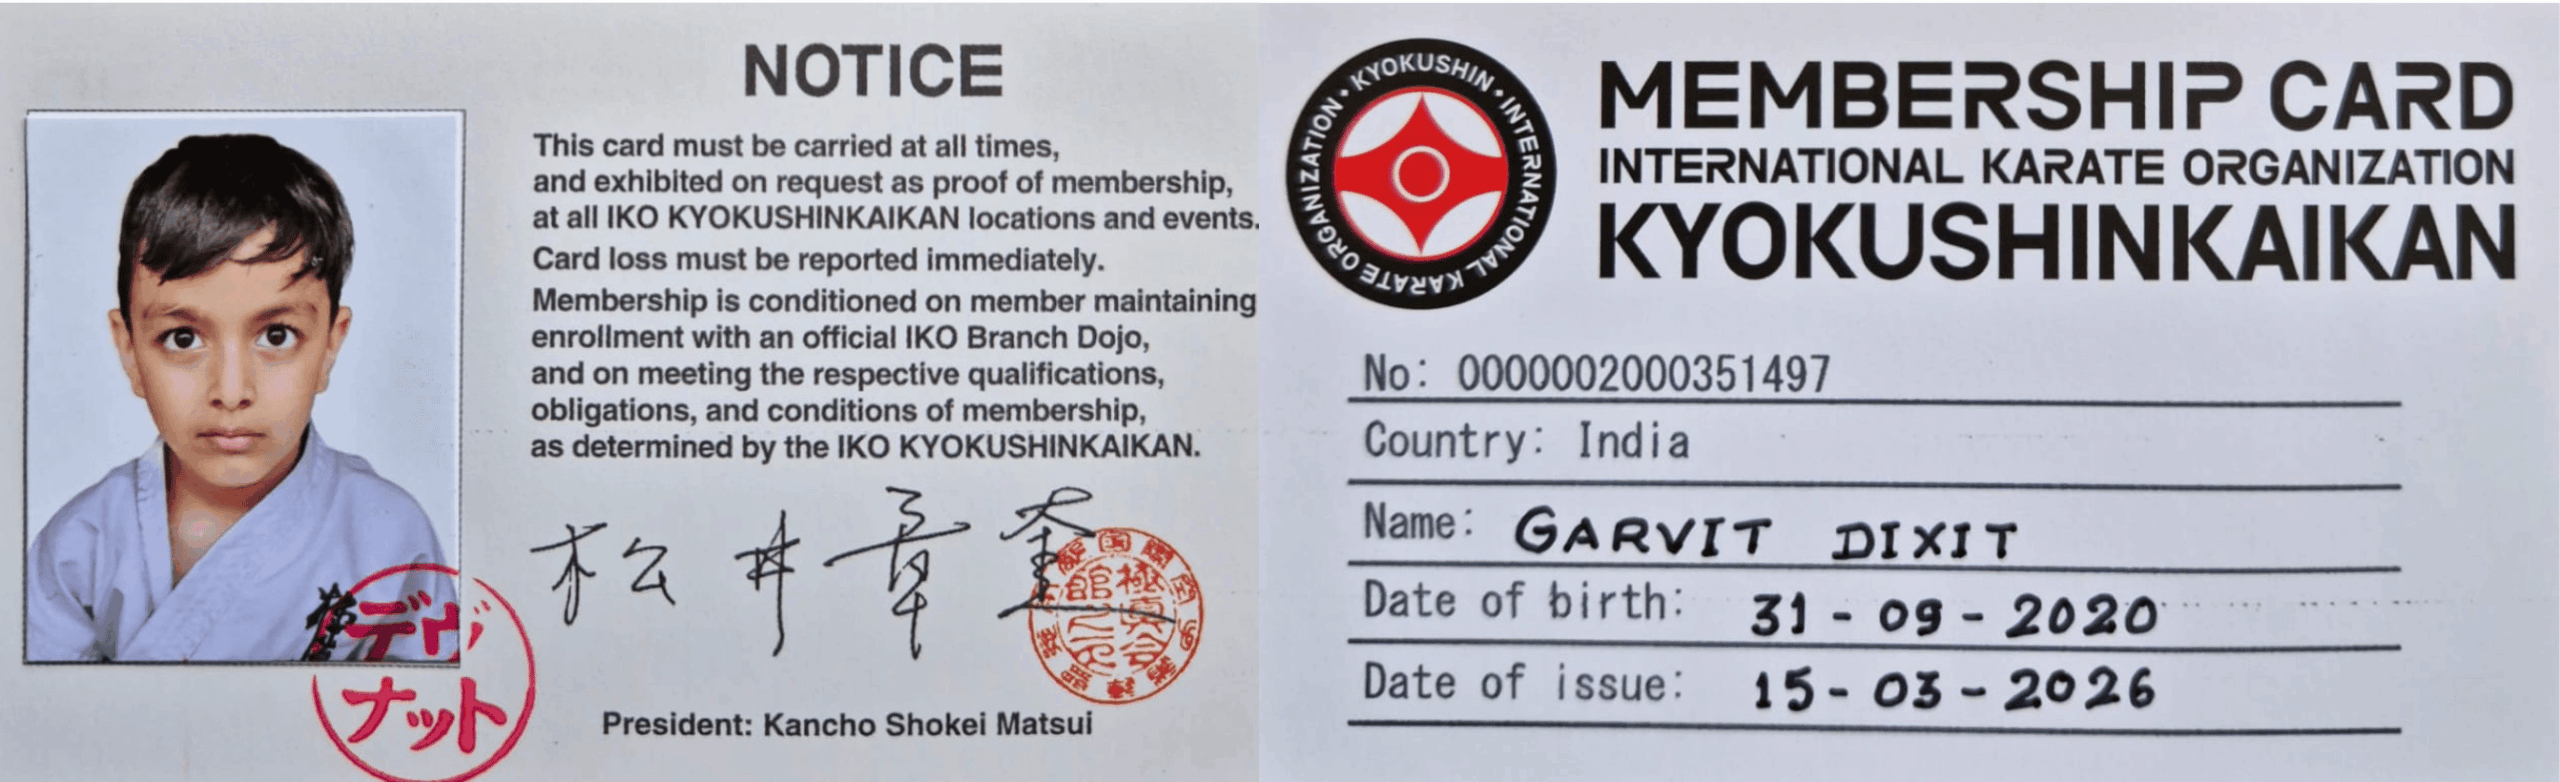 NOTICE
This card must be carried at all times,
and exhibited on request as proof of membership,
at all IKO KYOKUSHINKAIKAN locations and events.
Card loss must be reported immediately.
Membership is conditioned on member maintaining
enrollment with an official IKO Branch Dojo,
and on meeting the respective qualifications,
obligations, and conditions of membership,
as determined by the IKO KYOKUSHINKAIKAN.
松井章奎
President: Kancho Shokei Matsui
デヴ
ナット
KYOKUSHIN • INTERNATIONAL KARATE ORGANIZATION •
MEMBERSHIP CARD
INTERNATIONAL KARATE ORGANIZATION
KYOKUSHINKAIKAN
No: 0000002000351497
Country: India
Name: GARVIT DIXIT
Date of birth: 31-09-2020
Date of issue: 15-03-2026